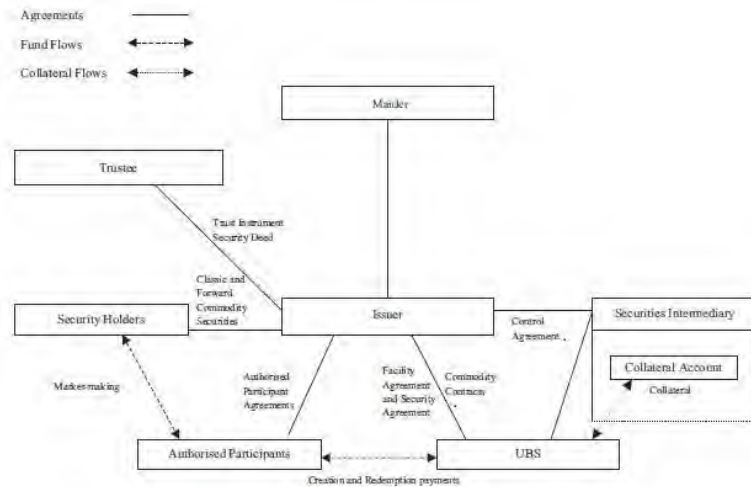 Agreements
Fund Flows
Collateral Flows
Trustee
Trust Instrument
Security Deed
Classic and
Forward
Commodity
Securities
Security Holders
Issuer
Control
Agreement
Securities Intermediary
Collateral Account
Collateral
Market-making
Authorised
Participant
Agreements
Facility
Agreement
and Security
Agreement
Commodity
Contracts
Authorised Participants
UBS
Creation and Redemption payments